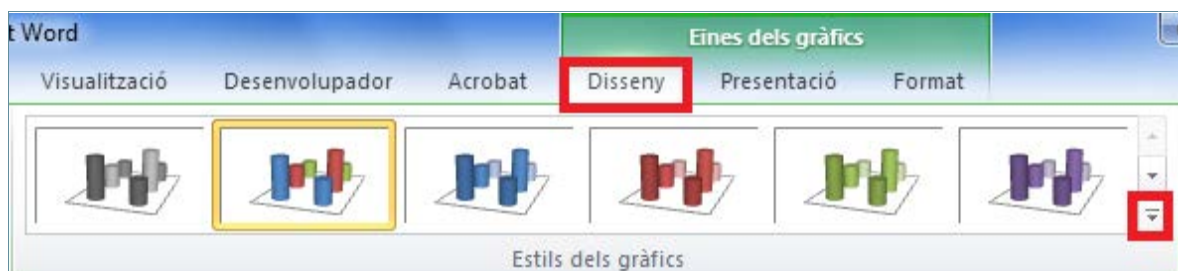 t Word
Eines dels gràfics
Visualització Desenvolupador Acrobat Disseny Presentació Format
Estils dels gràfics